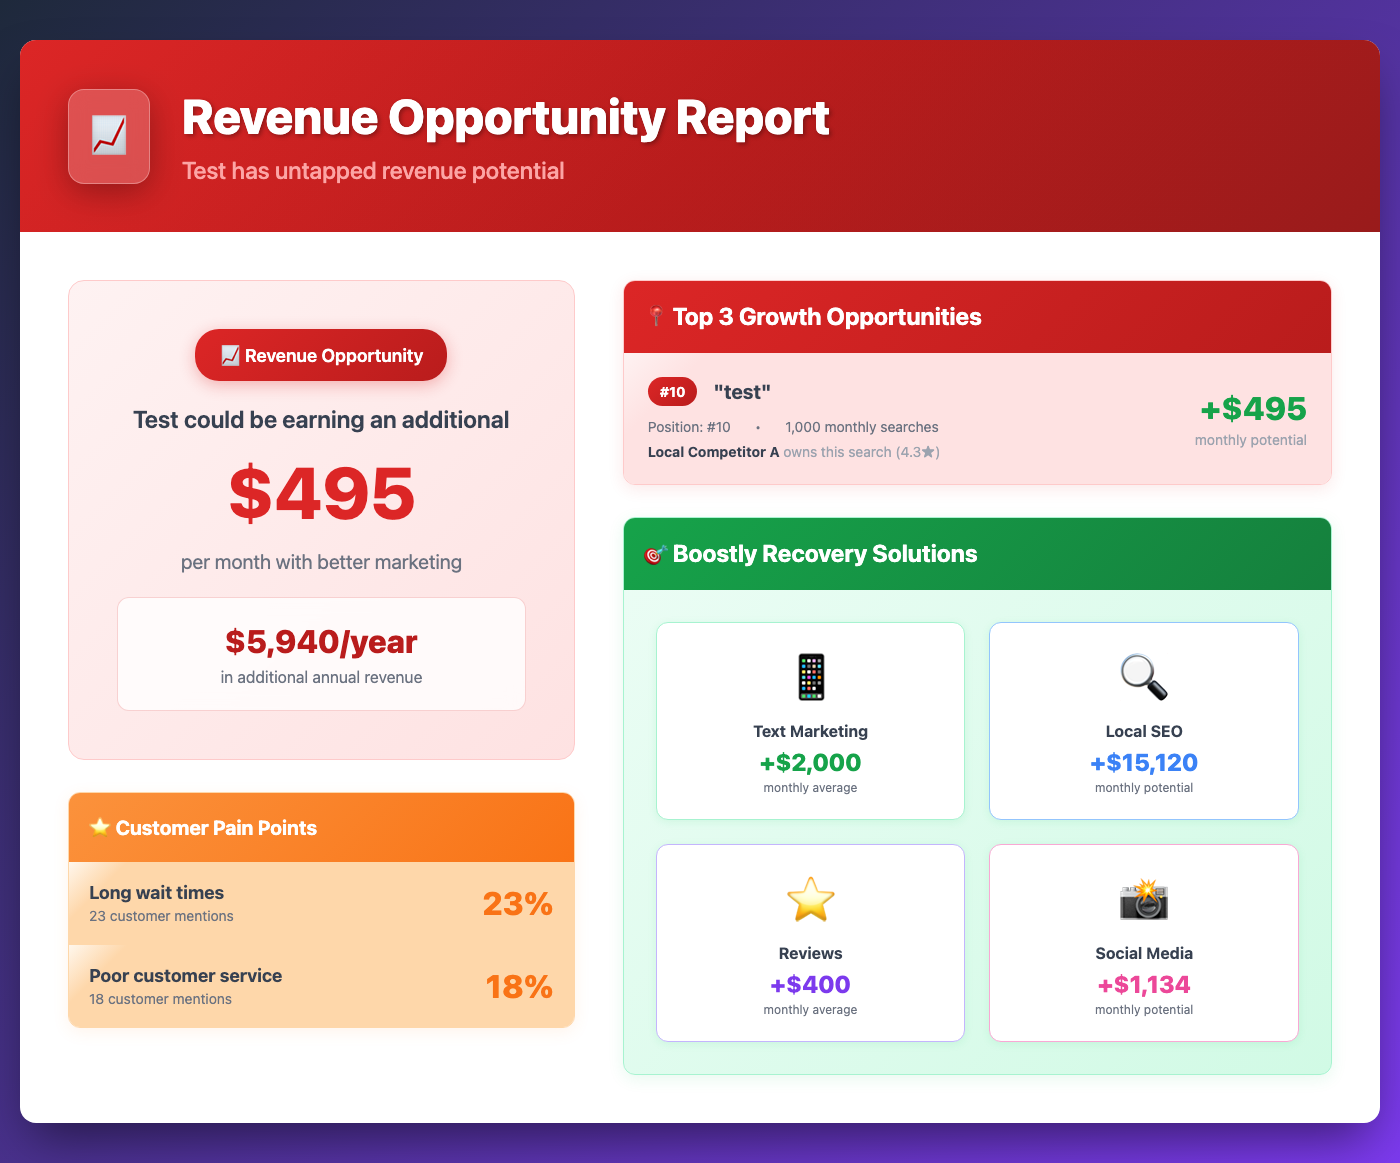 Revenue Opportunity Report
Test has untapped revenue potential
Revenue Opportunity
Test could be earning an additional
$495
per month with better marketing
$5,940/year
in additional annual revenue
Customer Pain Points
Long wait times
23 customer mentions
23%
Poor customer service
18 customer mentions
18%
Top 3 Growth Opportunities
#10 "test"
Position: #10 • 1,000 monthly searches
Local Competitor A owns this search (4.3★)
+$495
monthly potential
Boostly Recovery Solutions
Text Marketing
+$2,000
monthly average
Local SEO
+$15,120
monthly potential
Reviews
+$400
monthly average
Social Media
+$1,134
monthly potential